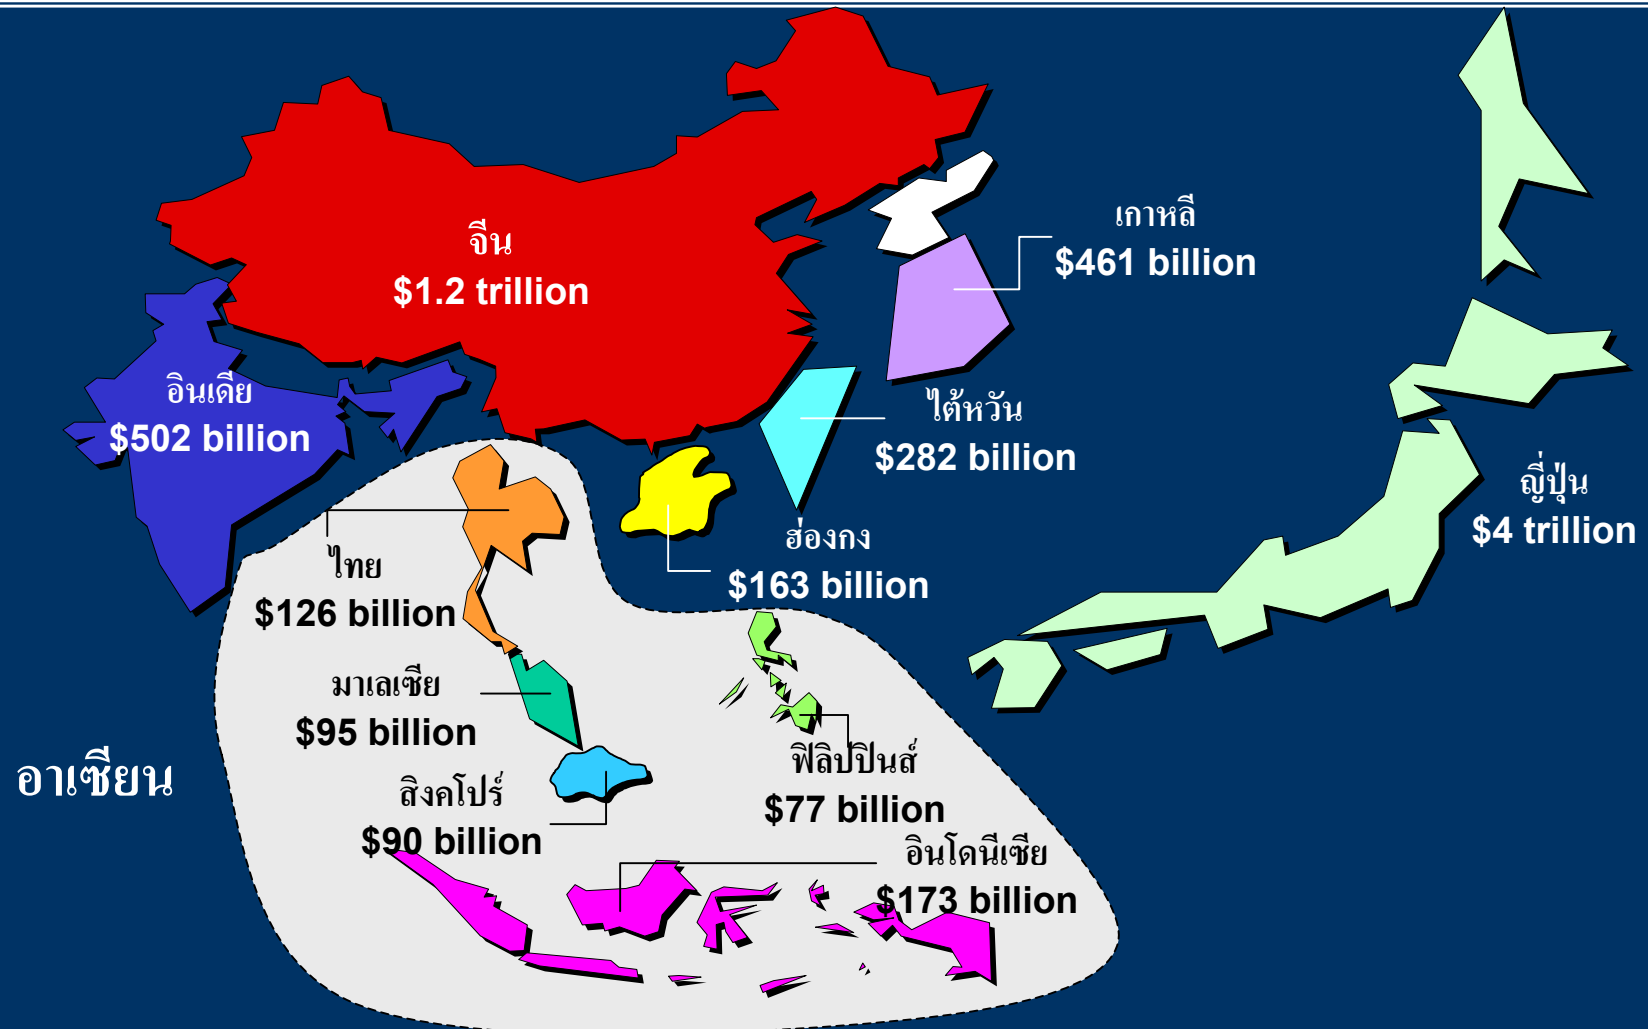 จีน
$1.2 trillion
เกาหลี
$461 billion
อินเดีย
$502 billion
ไต้หวัน
$282 billion
ญี่ปุ่น
$4 trillion
ฮ่องกง
$163 billion
ไทย
$126 billion
มาเลเซีย
$95 billion
อาเซียน
สิงคโปร์
$90 billion
ฟิลิปปินส์
$77 billion
อินโดนีเซีย
$173 billion